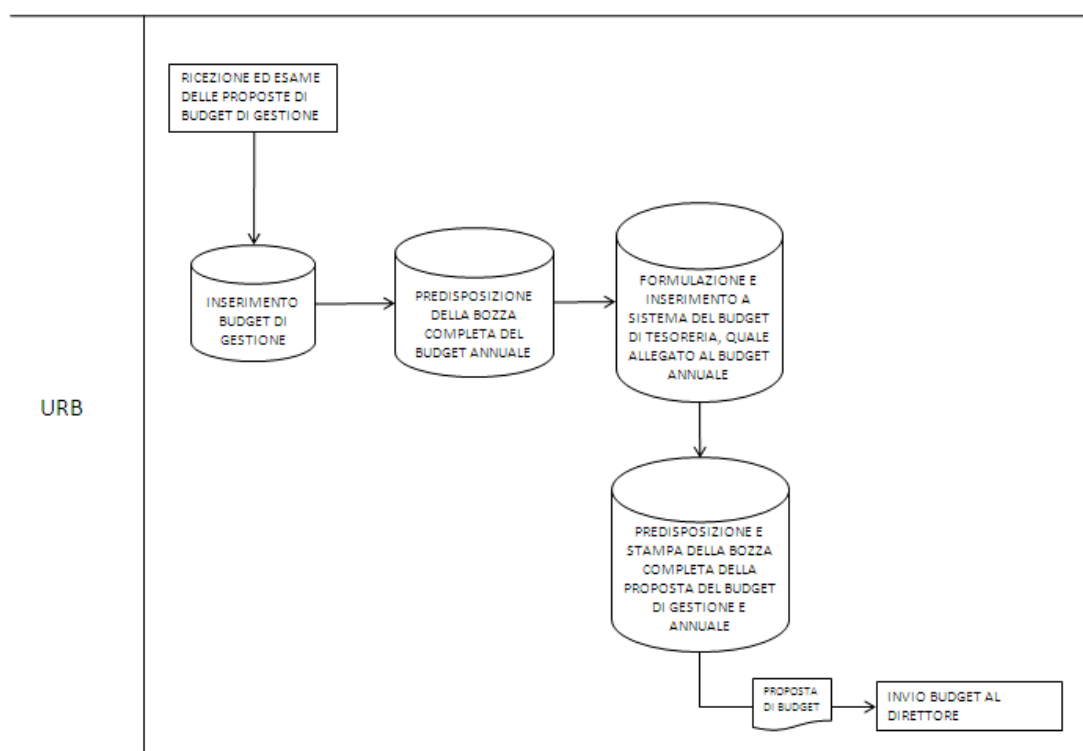 RICEZIONE ED ESAME
DELLE PROPOSTE DI
BUDGET DI GESTIONE
INSERIMENTO
BUDGET DI
GESTIONE
PREDISPOSIZIONE
DELLA BOZZA
COMPLETA DEL
BUDGET ANNUALE
FORMULAZIONE E
INSERIMENTO A
SISTEMA DEL BUDGET
DI TESORERIA, QUALE
ALLEGATO AL BUDGET
ANNUALE
URB
PREDISPOSIZIONE E
STAMPA DELLA BOZZA
COMPLETA DELLA
PROPOSTA DEL BUDGET
DI GESTIONE E
ANNUALE
PROPOSTA
DI BUDGET
INVIO BUDGET AL
DIRETTORE